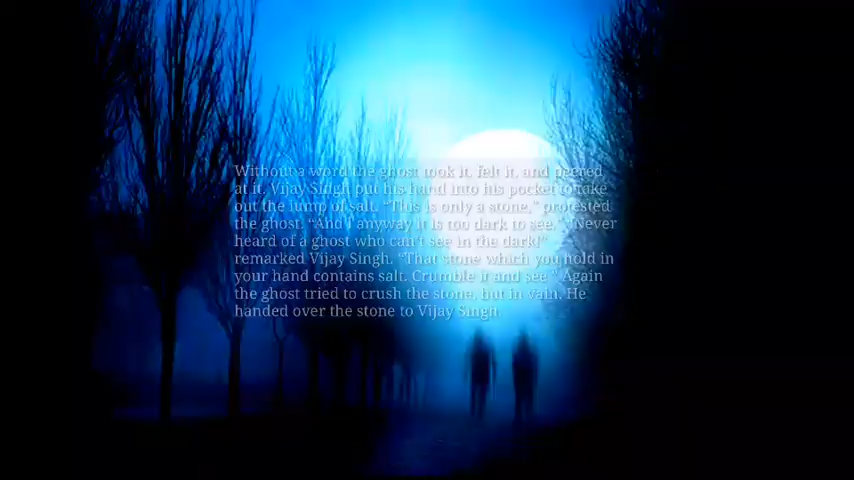 Without a word the ghost took it, felt it, and peered
at it. Vijay Singh put his hand into his pocket to take
out the lump of salt. “This is only a stone,” protested
the ghost. “And anyway it is too dark to see.” “Never
heard of a ghost who can't see in the dark!”
remarked Vijay Singh. “That stone which you hold in
your hand contains salt. Crumble it and see.” Again
the ghost tried to crush the stone, but in vain. He
handed over the stone to Vijay Singh.